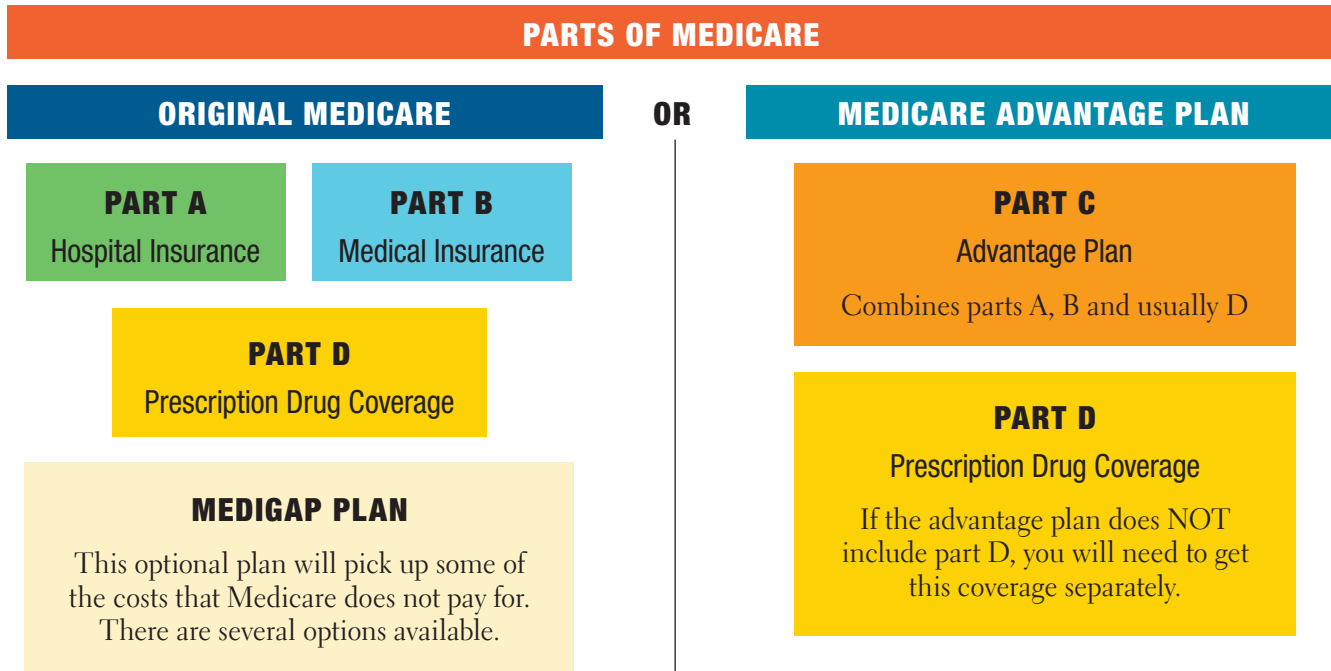 PARTS OF MEDICARE
ORIGINAL MEDICARE
PART A
Hospital Insurance
PART B
Medical Insurance
PART D
Prescription Drug Coverage
MEDIGAP PLAN
This optional plan will pick up some of
the costs that Medicare does not pay for.
There are several options available.
OR
MEDICARE ADVANTAGE PLAN
PART C
Advantage Plan
Combines parts A, B and usually D
PART D
Prescription Drug Coverage
If the advantage plan does NOT
include part D, you will need to get
this coverage separately.